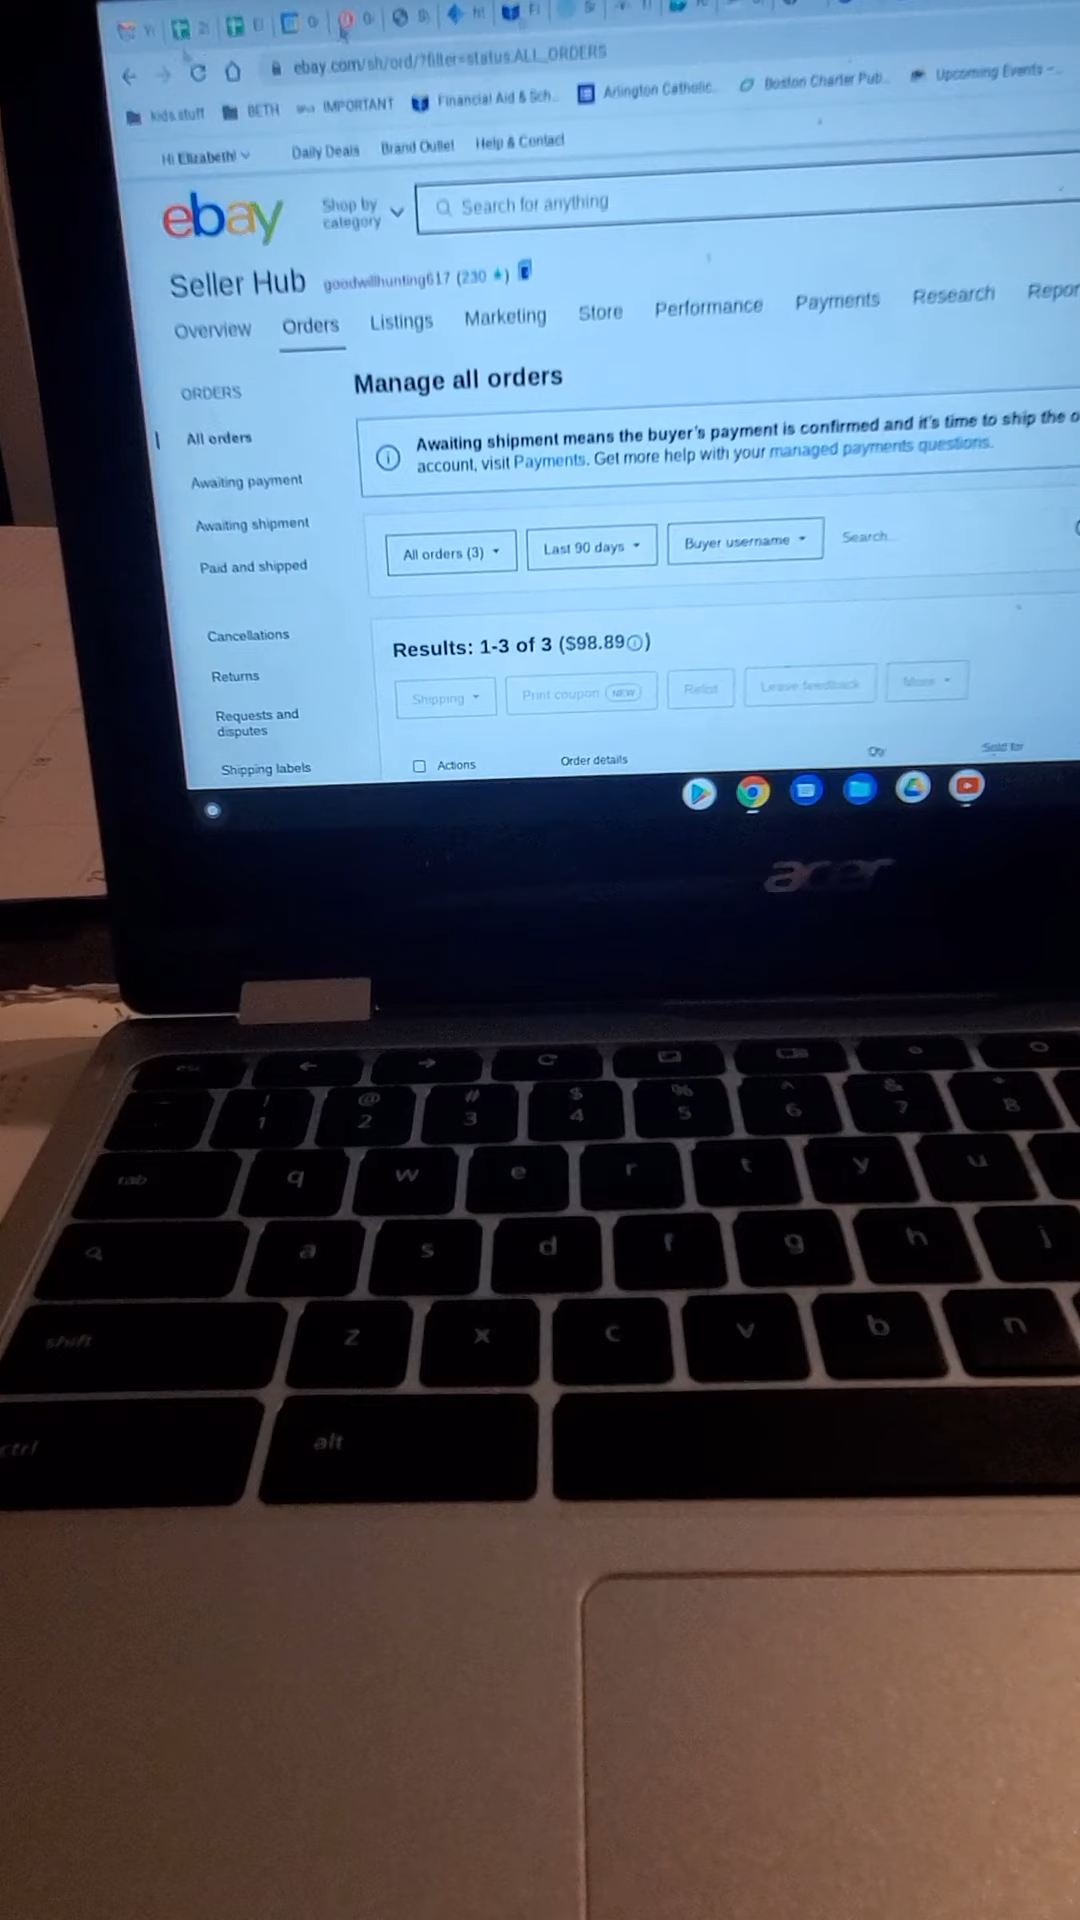 ebay.com/sh/ord/?filter=status:ALL_ORDERS
kids stuff BETH IMPORTANT Financial Aid & Sch... Arlington Catholic... Boston Charter Pub... Upcoming Events -...
Hi Elizabeth! Daily Deals Brand Outlet Help & Contact
ebay Shop by category Search for anything
Seller Hub goodwillhunting617 (230)
Overview Orders Listings Marketing Store Performance Payments Research Repor
ORDERS
Manage all orders
All orders
Awaiting shipment means the buyer's payment is confirmed and it's time to ship the o
account, visit Payments. Get more help with your managed payments questions.
Awaiting payment
Awaiting shipment
Paid and shipped
All orders (3) Last 90 days Buyer username Search...
Cancellations
Returns
Requests and
disputes
Shipping labels
Results: 1-3 of 3 ($98.89)
Shipping Print coupon NEW Relist Leave feedback More
Actions Order details Qty Sold for
acer
esc
! 1 @ 2 # 3 $ 4 % 5 ^ 6 & 7 * 8
tab q w e r t y u
a s d f g h j
shift z x c v b n
ctrl alt